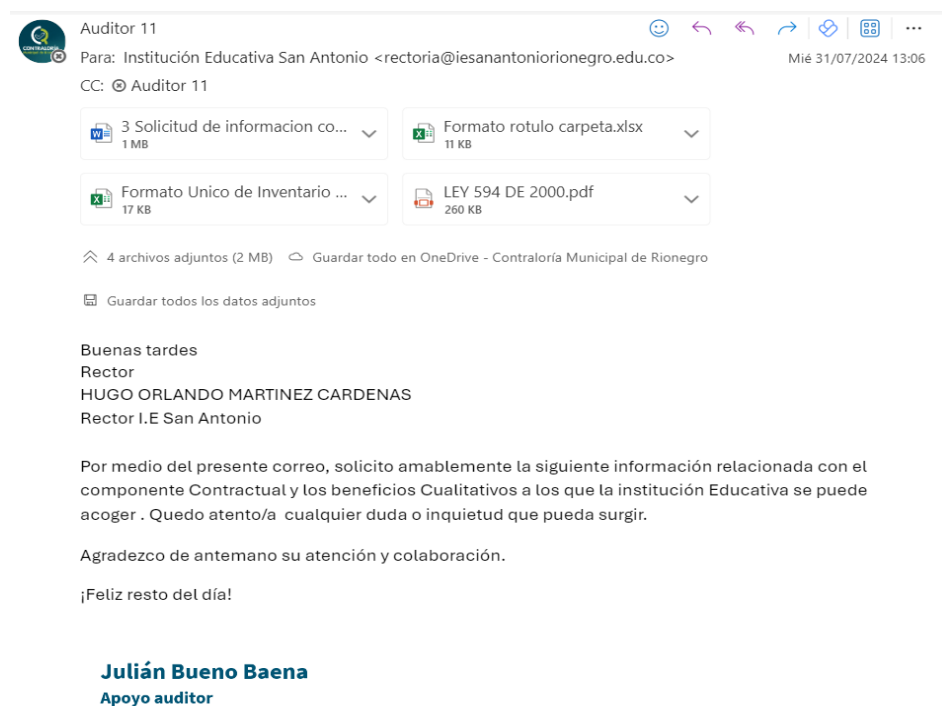 CONTRALORÍA
Auditor 11
Para: Institución Educativa San Antonio <rectoria@iesanantoniorionegro.edu.co>
Mié 31/07/2024 13:06
CC: Auditor 11
3 Solicitud de informacion co...
1 MB
Formato rotulo carpeta.xlsx
11 KB
Formato Unico de Inventario ...
17 KB
LEY 594 DE 2000.pdf
260 KB
4 archivos adjuntos (2 MB) Guardar todo en OneDrive - Contraloría Municipal de Rionegro
Guardar todos los datos adjuntos
Buenas tardes
Rector
HUGO ORLANDO MARTINEZ CARDENAS
Rector I.E San Antonio
Por medio del presente correo, solicito amablemente la siguiente información relacionada con el
componente Contractual y los beneficios Cualitativos a los que la institución Educativa se puede
acoger . Quedo atento/a cualquier duda o inquietud que pueda surgir.
Agradezco de antemano su atención y colaboración.
¡Feliz resto del día!
Julián Bueno Baena
Apoyo auditor